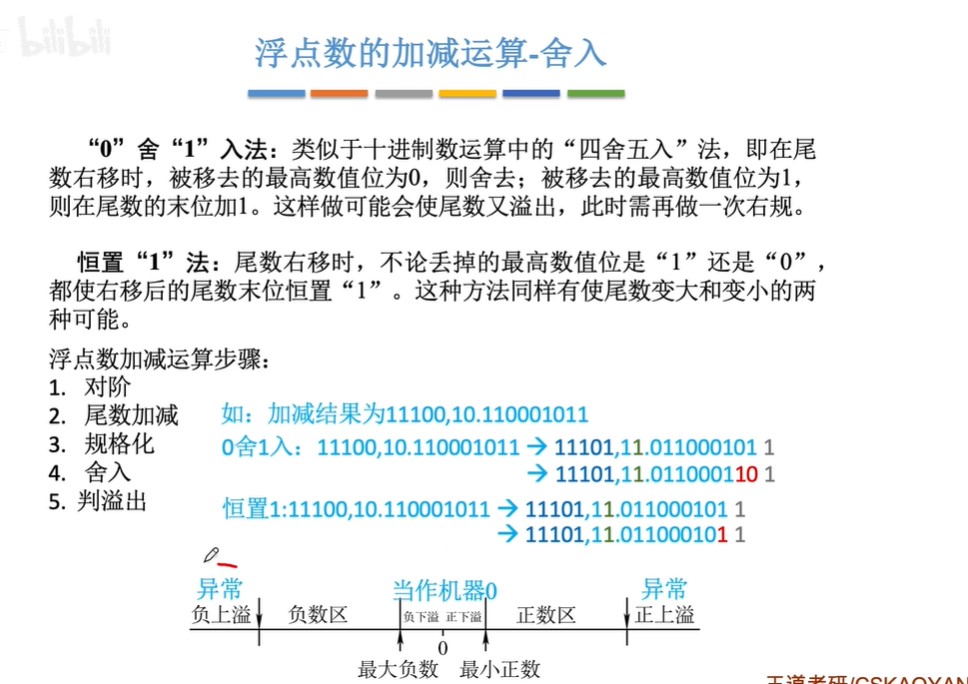 bilibili
浮点数的加减运算-舍入
“0”舍“1”入法：类似于十进制数运算中的“四舍五入”法，即在尾
数右移时，被移去的最高数值位为0，则舍去；被移去的最高数值位为1，
则在尾数的末位加1。这样做可能会使尾数又溢出，此时需再做一次右规。
恒置“1”法：尾数右移时，不论丢掉的最高数值位是“1”还是“0”，
都使右移后的尾数末位恒置“1”。这种方法同样有使尾数变大和变小的两
种可能。
浮点数加减运算步骤：
1. 对阶
2. 尾数加减
3. 规格化
4. 舍入
5. 判溢出
如：加减结果为11100,10.110001011
0舍1入：11100,10.110001011 → 11101,11.011000101 1
→ 11101,11.011000110 1
恒置1:11100,10.110001011 → 11101,11.011000101 1
→ 11101,11.011000101 1
异常 当作机器0 异常
负上溢 负数区 负下溢 正下溢 正数区 正上溢
0
最大负数 最小正数
王道考研/CSKAOYAN